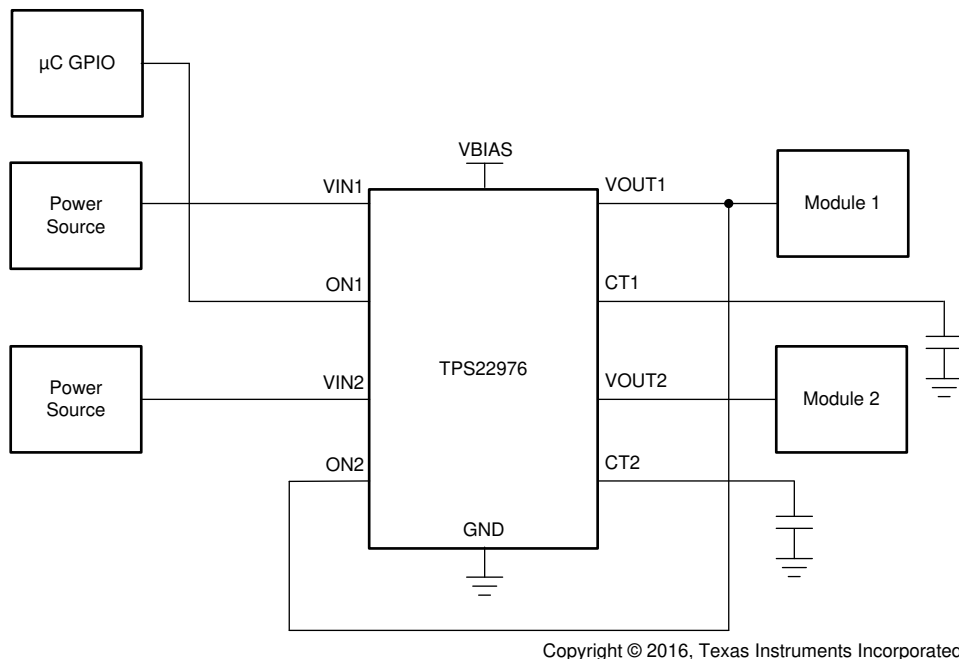 µC GPIO
VBIAS
Power
Source
VIN1
VOUT1
Module 1
ON1
CT1
TPS22976
Power
Source
VIN2
VOUT2
Module 2
ON2
CT2
GND
Copyright © 2016, Texas Instruments Incorporated